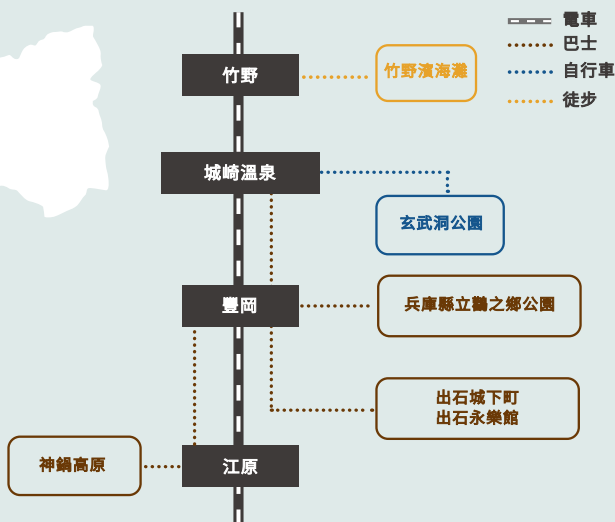 電車
巴士
自行車
徒步
竹野
竹野濱海灘
城崎溫泉
玄武洞公園
豐岡
兵庫縣立鸛之鄉公園
出石城下町
出石永樂館
神鍋高原
江原